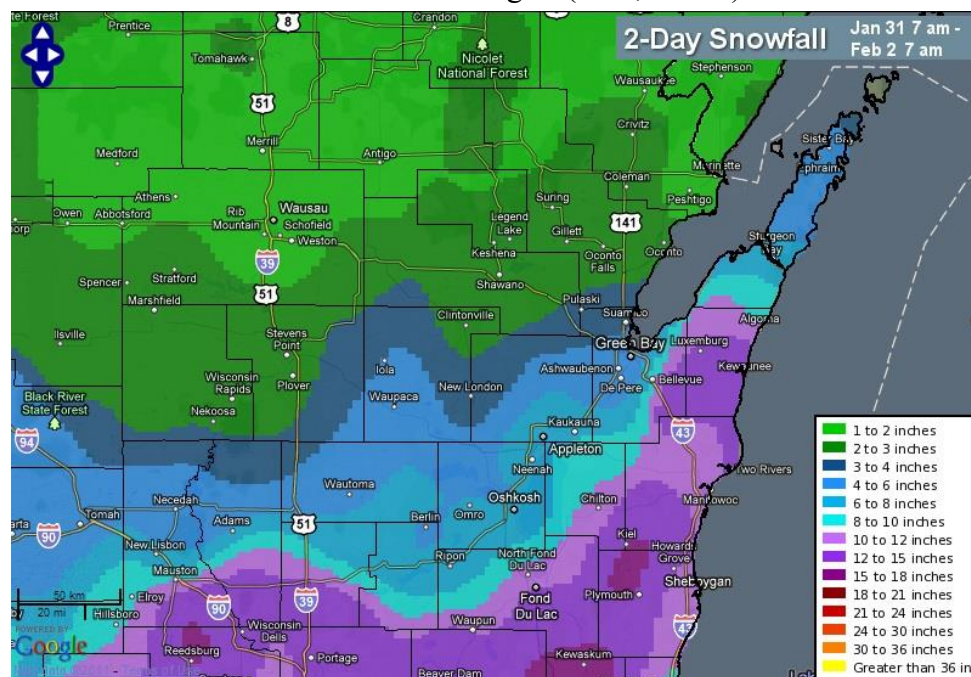 2-Day Snowfall
Jan 31 7 am -
Feb 2 7 am
Prentice
8
Crandon
Nicolet
National Forest
Tomahawk
Wausaukee
Stephenson
51
Crivitz
Merrill
Medford
Antigo
Marinette
Coleman
Sister Bay
Ephraim
Athens
Suring
Peshtigo
Owen
Abbotsford
Rib
Mountain
Wausau
Schofield
Weston
Legend
Lake
Gillett
141
Sturgeon
Bay
39
Keshena
Oconto
Falls
Oconto
Spencer
Stratford
51
Shawano
Marshfield
Pulaski
Clintonville
Suamico
Algoma
Stevens
Point
Green Bay
Luxemburg
Iola
Ashwaubenon
Kewaunee
Wisconsin
Rapids
Plover
De Pere
Bellevue
New London
Black River
State Forest
Nekoosa
Waupaca
Kaukauna
43
94
Appleton
Neenah
Two Rivers
Wautoma
Oshkosh
Chilton
Manitowoc
Necedah
Omro
Tomah
Adams
51
Berlin
Kiel
90
New Lisbon
Ripon
North Fond
Du Lac
Howards
Grove
Mauston
Sheboygan
50 km
20 mi
Elroy
90
39
Fond
Du Lac
Plymouth
Hillsboro
Waupun
43
POWERED BY
Google
Wisconsin
Dells
Reedsburg
Portage
Kewaskum
Beaver Dam
1 to 2 inches
2 to 3 inches
3 to 4 inches
4 to 6 inches
6 to 8 inches
8 to 10 inches
10 to 12 inches
12 to 15 inches
15 to 18 inches
18 to 21 inches
21 to 24 inches
24 to 30 inches
30 to 36 inches
Greater than 36 in